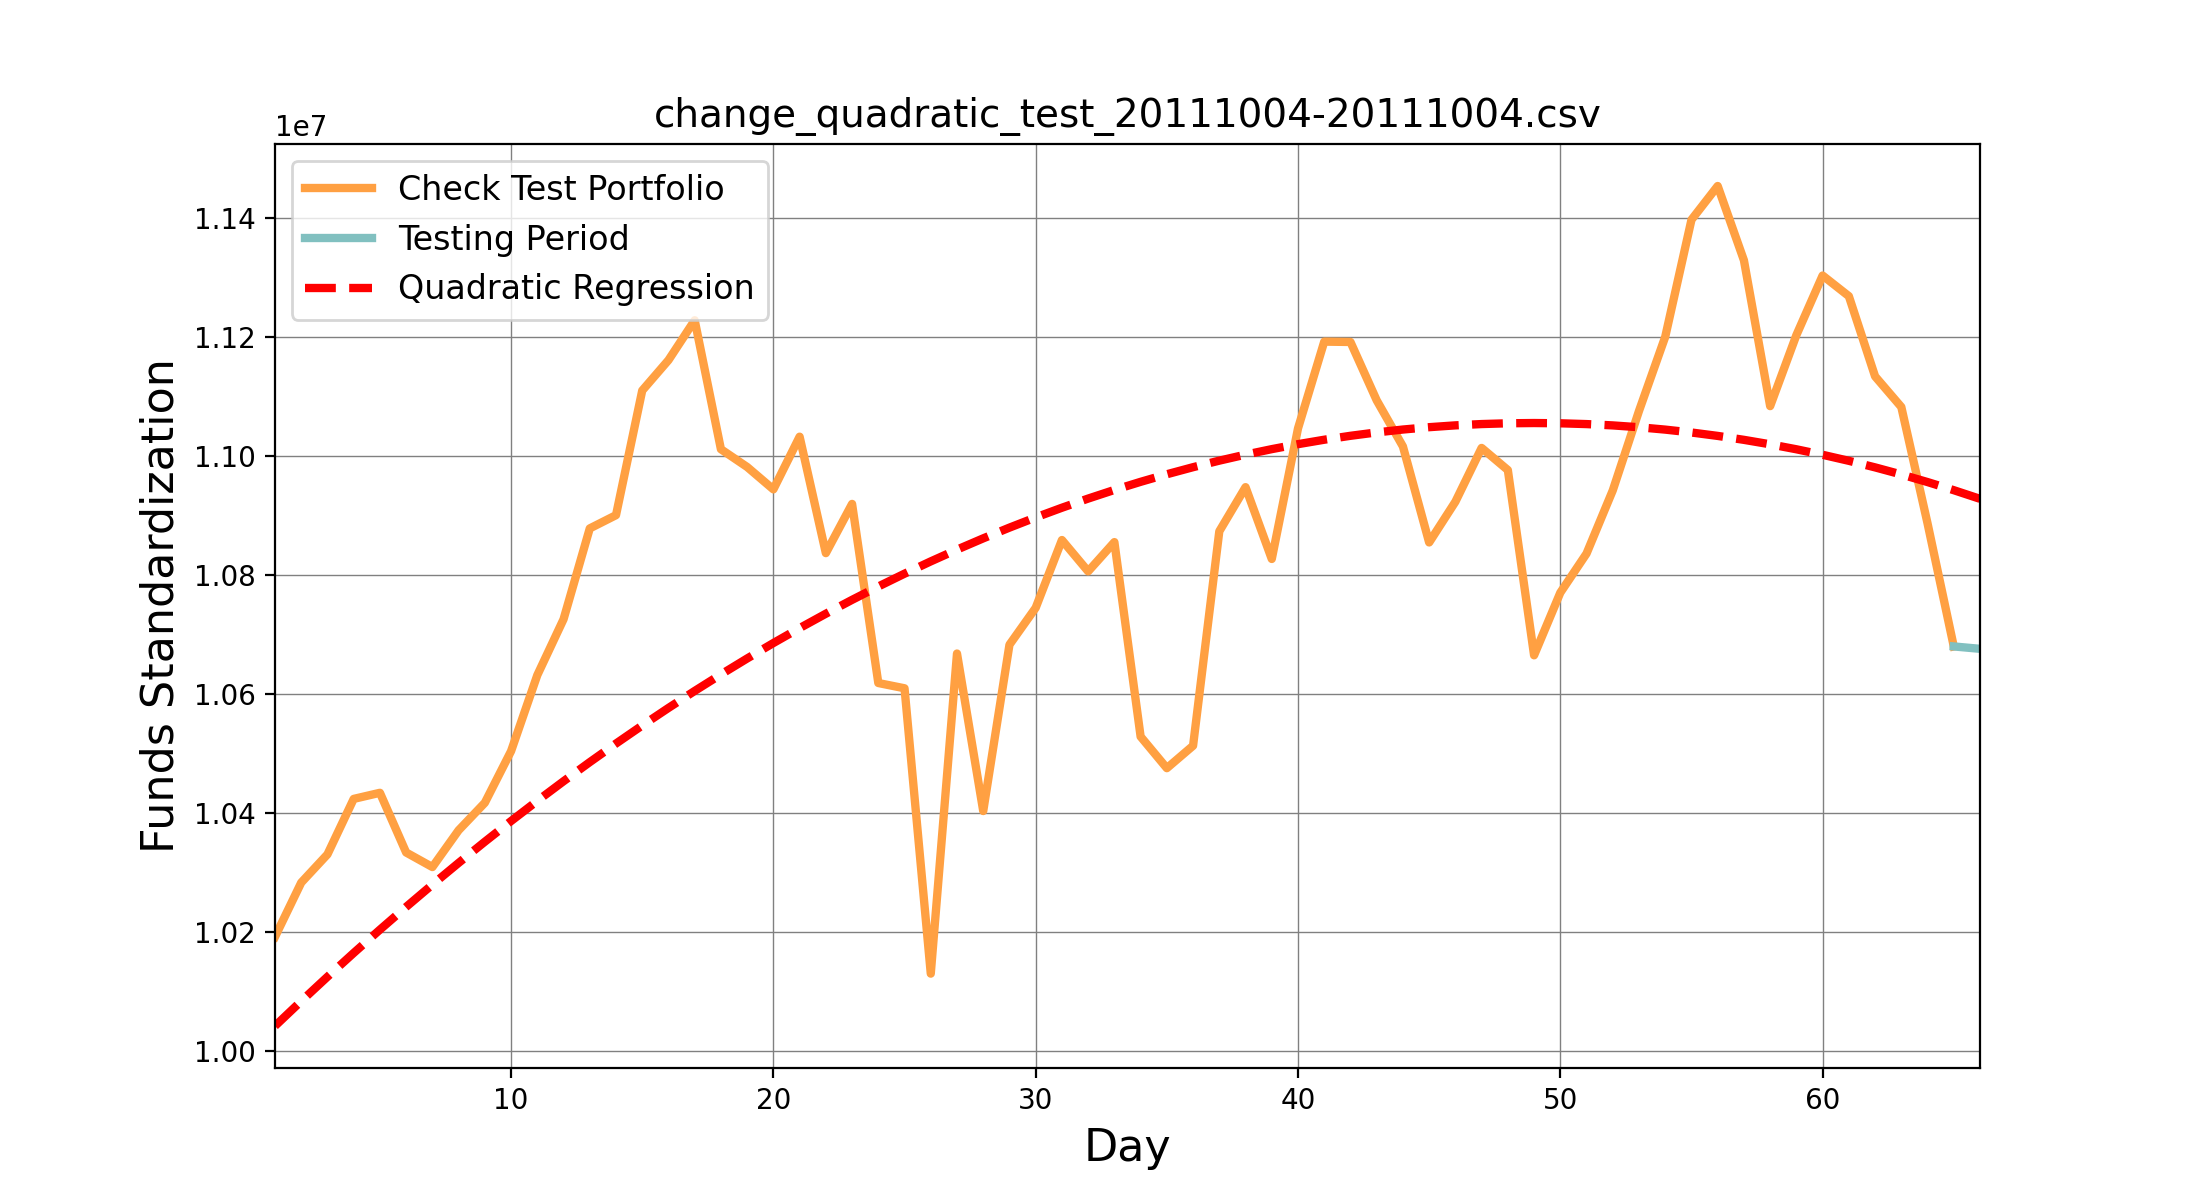 change_quadratic_test_20111004-20111004.csv
1e7
Check Test Portfolio
Testing Period
Quadratic Regression
1.14
1.12
1.10
1.08
1.06
1.04
1.02
1.00
Funds Standardization
10 20 30 40 50 60
Day